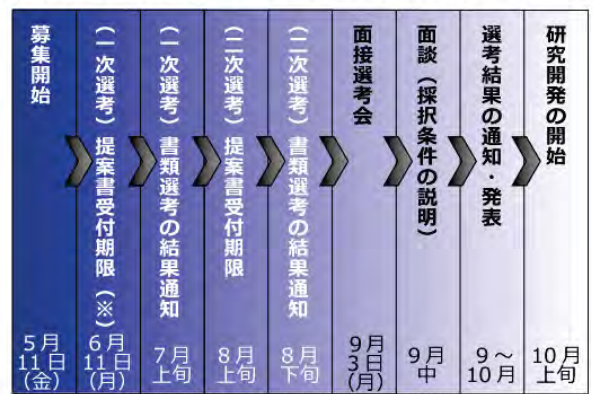 募集開始
5月
11日
(金)
(一次選考)提案書受付期限(※)
6月
11日
(月)
(一次選考)書類選考の結果通知
7月
上旬
(二次選考)提案書受付期限
8月
上旬
(二次選考)書類選考の結果通知
8月
下旬
面接選考会
9月
3日
(月)
面談(採択条件の説明)
9月
中
選考結果の通知・発表
9~
10月
研究開発の開始
10月
上旬